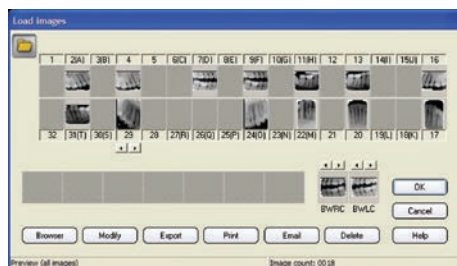 Load images
1 2(A) 3(B) 4 5 6(C) 7(D) 8(E) 9(F) 10(G) 11(H) 12 13 14(I) 15(J) 16
32 31(T) 30(S) 29 28 27(R) 26(Q) 25(P) 24(O) 23(N) 22(M) 21 20 19(L) 18(K) 17
BWRC BWLC
OK
Cancel
Browser Modify Export Print Email Delete Help
Preview (all images) Image count: 0018